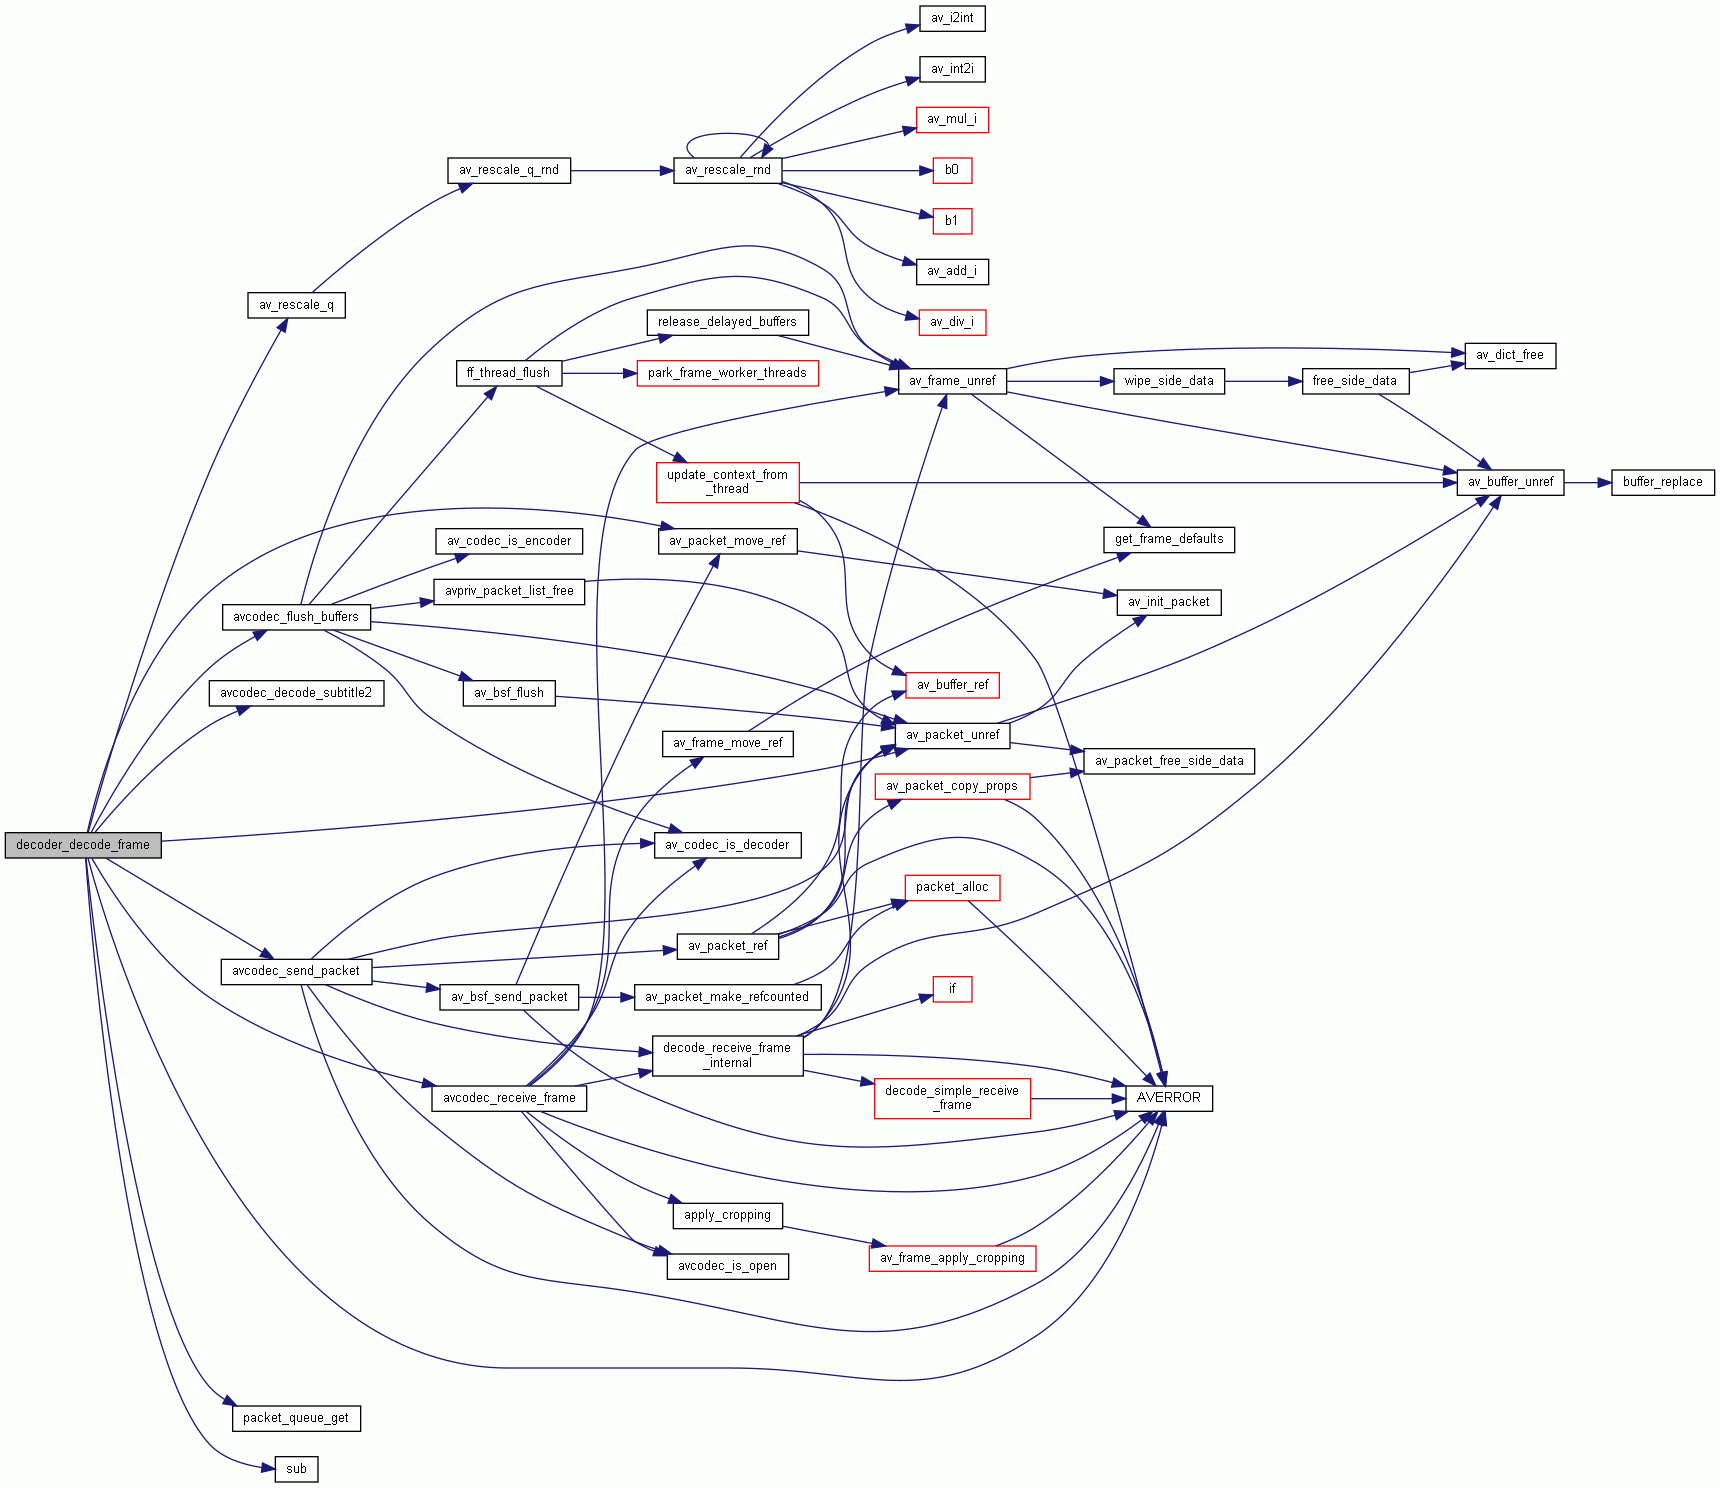 av_i2int
av_int2i
av_mul_i
av_rescale_q_rnd
av_rescale_rnd
b0
b1
av_add_i
av_rescale_q
release_delayed_buffers
av_div_i
av_dict_free
ff_thread_flush
park_frame_worker_threads
av_frame_unref
wipe_side_data
free_side_data
update_context_from
_thread
av_buffer_unref
buffer_replace
av_codec_is_encoder
av_packet_move_ref
get_frame_defaults
avpriv_packet_list_free
av_init_packet
avcodec_flush_buffers
avcodec_decode_subtitle2
av_bsf_flush
av_buffer_ref
av_frame_move_ref
av_packet_unref
av_packet_free_side_data
av_packet_copy_props
decoder_decode_frame
av_codec_is_decoder
packet_alloc
av_packet_ref
avcodec_send_packet
av_bsf_send_packet
av_packet_make_refcounted
if
decode_receive_frame
_internal
avcodec_receive_frame
decode_simple_receive
_frame
AVERROR
apply_cropping
avcodec_is_open
av_frame_apply_cropping
packet_queue_get
sub